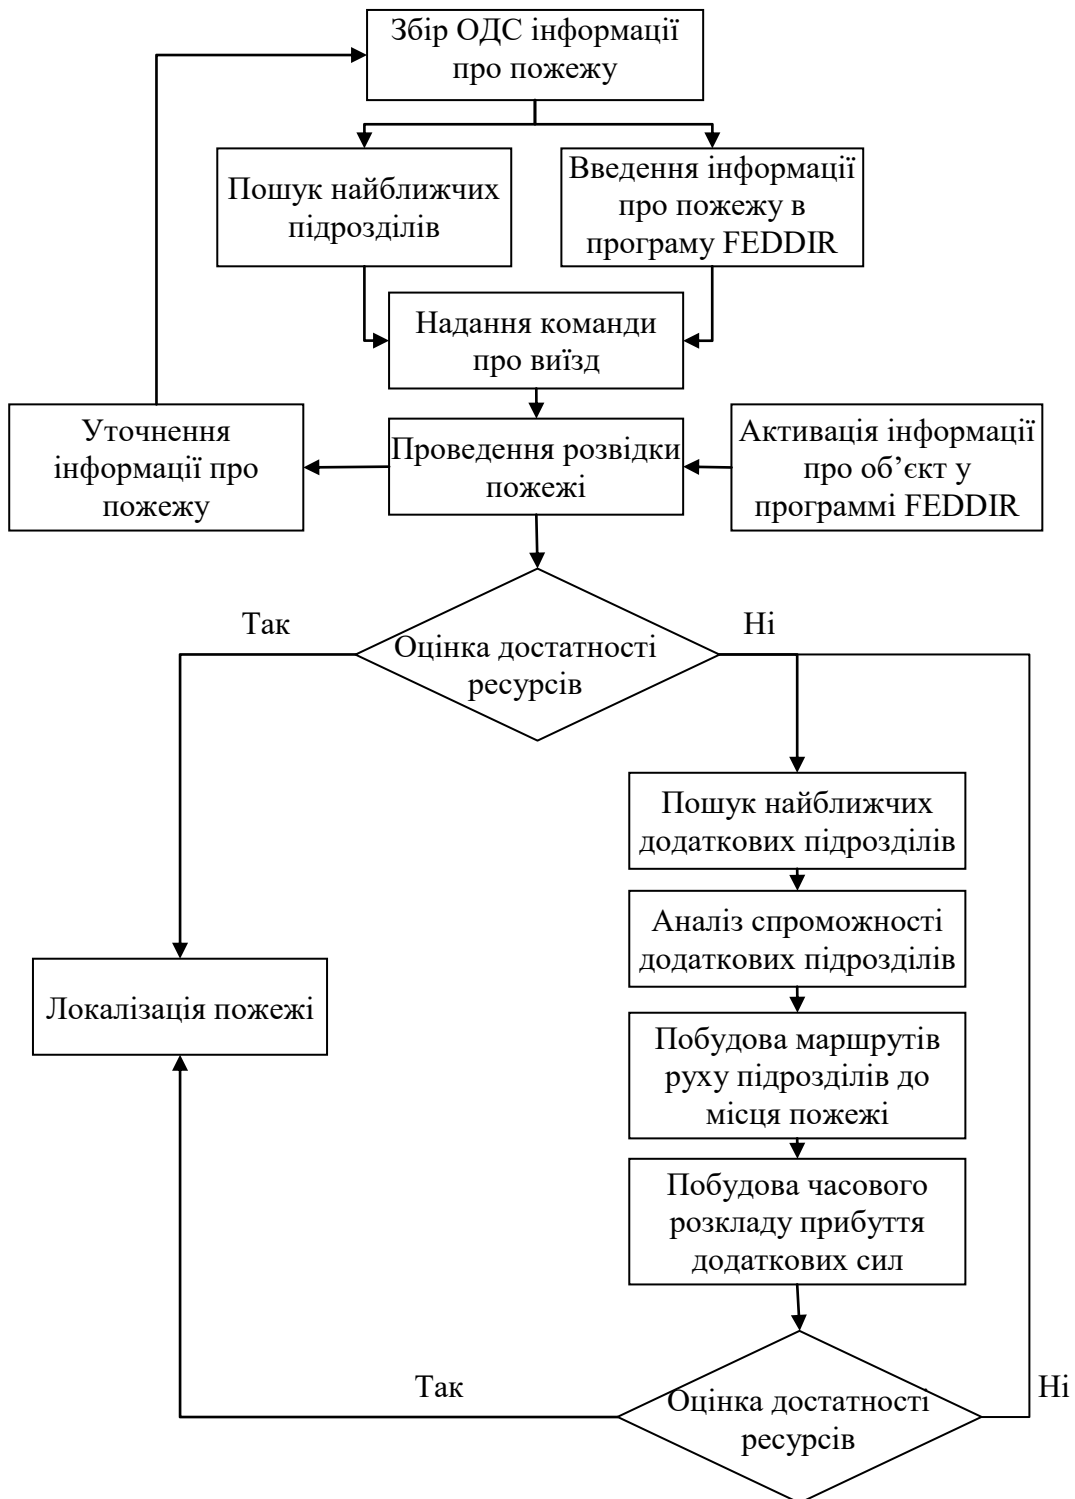 Збір ОДС інформації
про пожежу
Пошук найближчих
підрозділів
Введення інформації
про пожежу в
програму FEDDIR
Надання команди
про виїзд
Уточнення
інформації про
пожежу
Проведення розвідки
пожежі
Активація інформації
про об’єкт у
программі FEDDIR
Так
Ні
Оцінка достатності
ресурсів
Пошук найближчих
додаткових підрозділів
Аналіз спроможності
додаткових підрозділів
Локалізація пожежі
Побудова маршрутів
руху підрозділів до
місця пожежі
Побудова часового
розкладу прибуття
додаткових сил
Так
Ні
Оцінка достатності
ресурсів